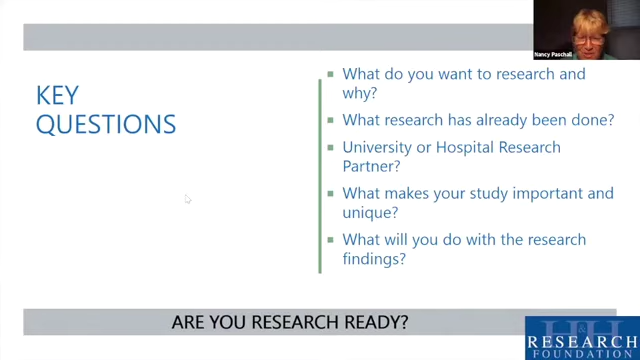 Nancy Paschall
KEY
QUESTIONS
What do you want to research and
why?
What research has already been done?
University or Hospital Research
Partner?
What makes your study important and
unique?
What will you do with the research
findings?
ARE YOU RESEARCH READY?
H&H
RESEARCH
FOUNDATION